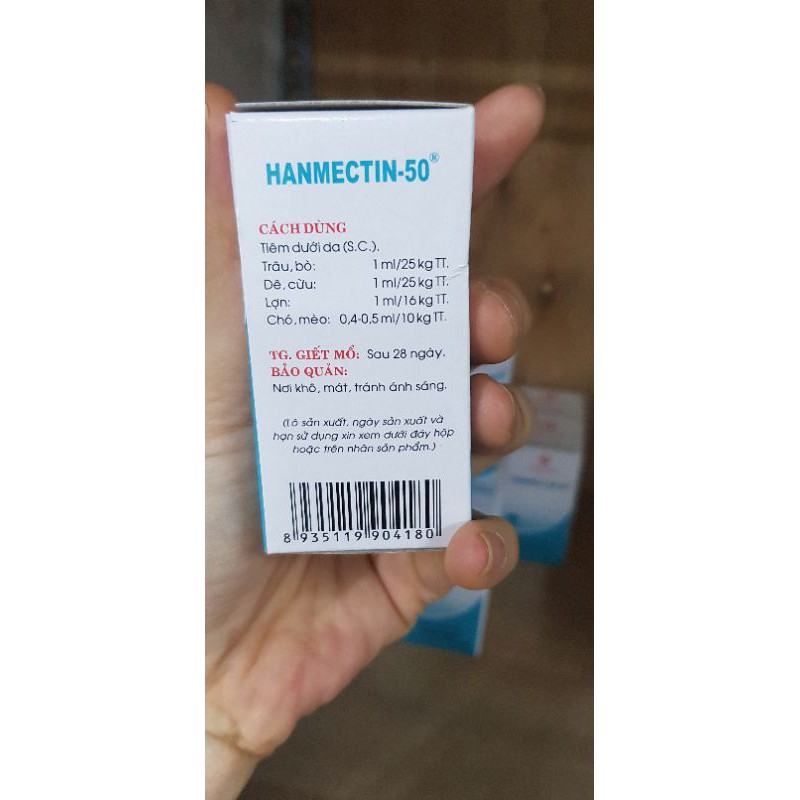 HANMECTIN-50®
CÁCH DÙNG
Tiêm dưới da (S.C.).
Trâu, bò: 1 ml/25 kg TT.
Dê, cừu: 1 ml/25 kg TT.
Lợn: 1 ml/16 kg TT.
Chó, mèo: 0,4-0,5 ml/10 kg TT.
TG. GIẾT MỔ: Sau 28 ngày.
BẢO QUẢN:
Nơi khô, mát, tránh ánh sáng.
(Lô sản xuất, ngày sản xuất và
hạn sử dụng xin xem dưới đáy hộp
hoặc trên nhãn sản phẩm.)
8 935119 904180